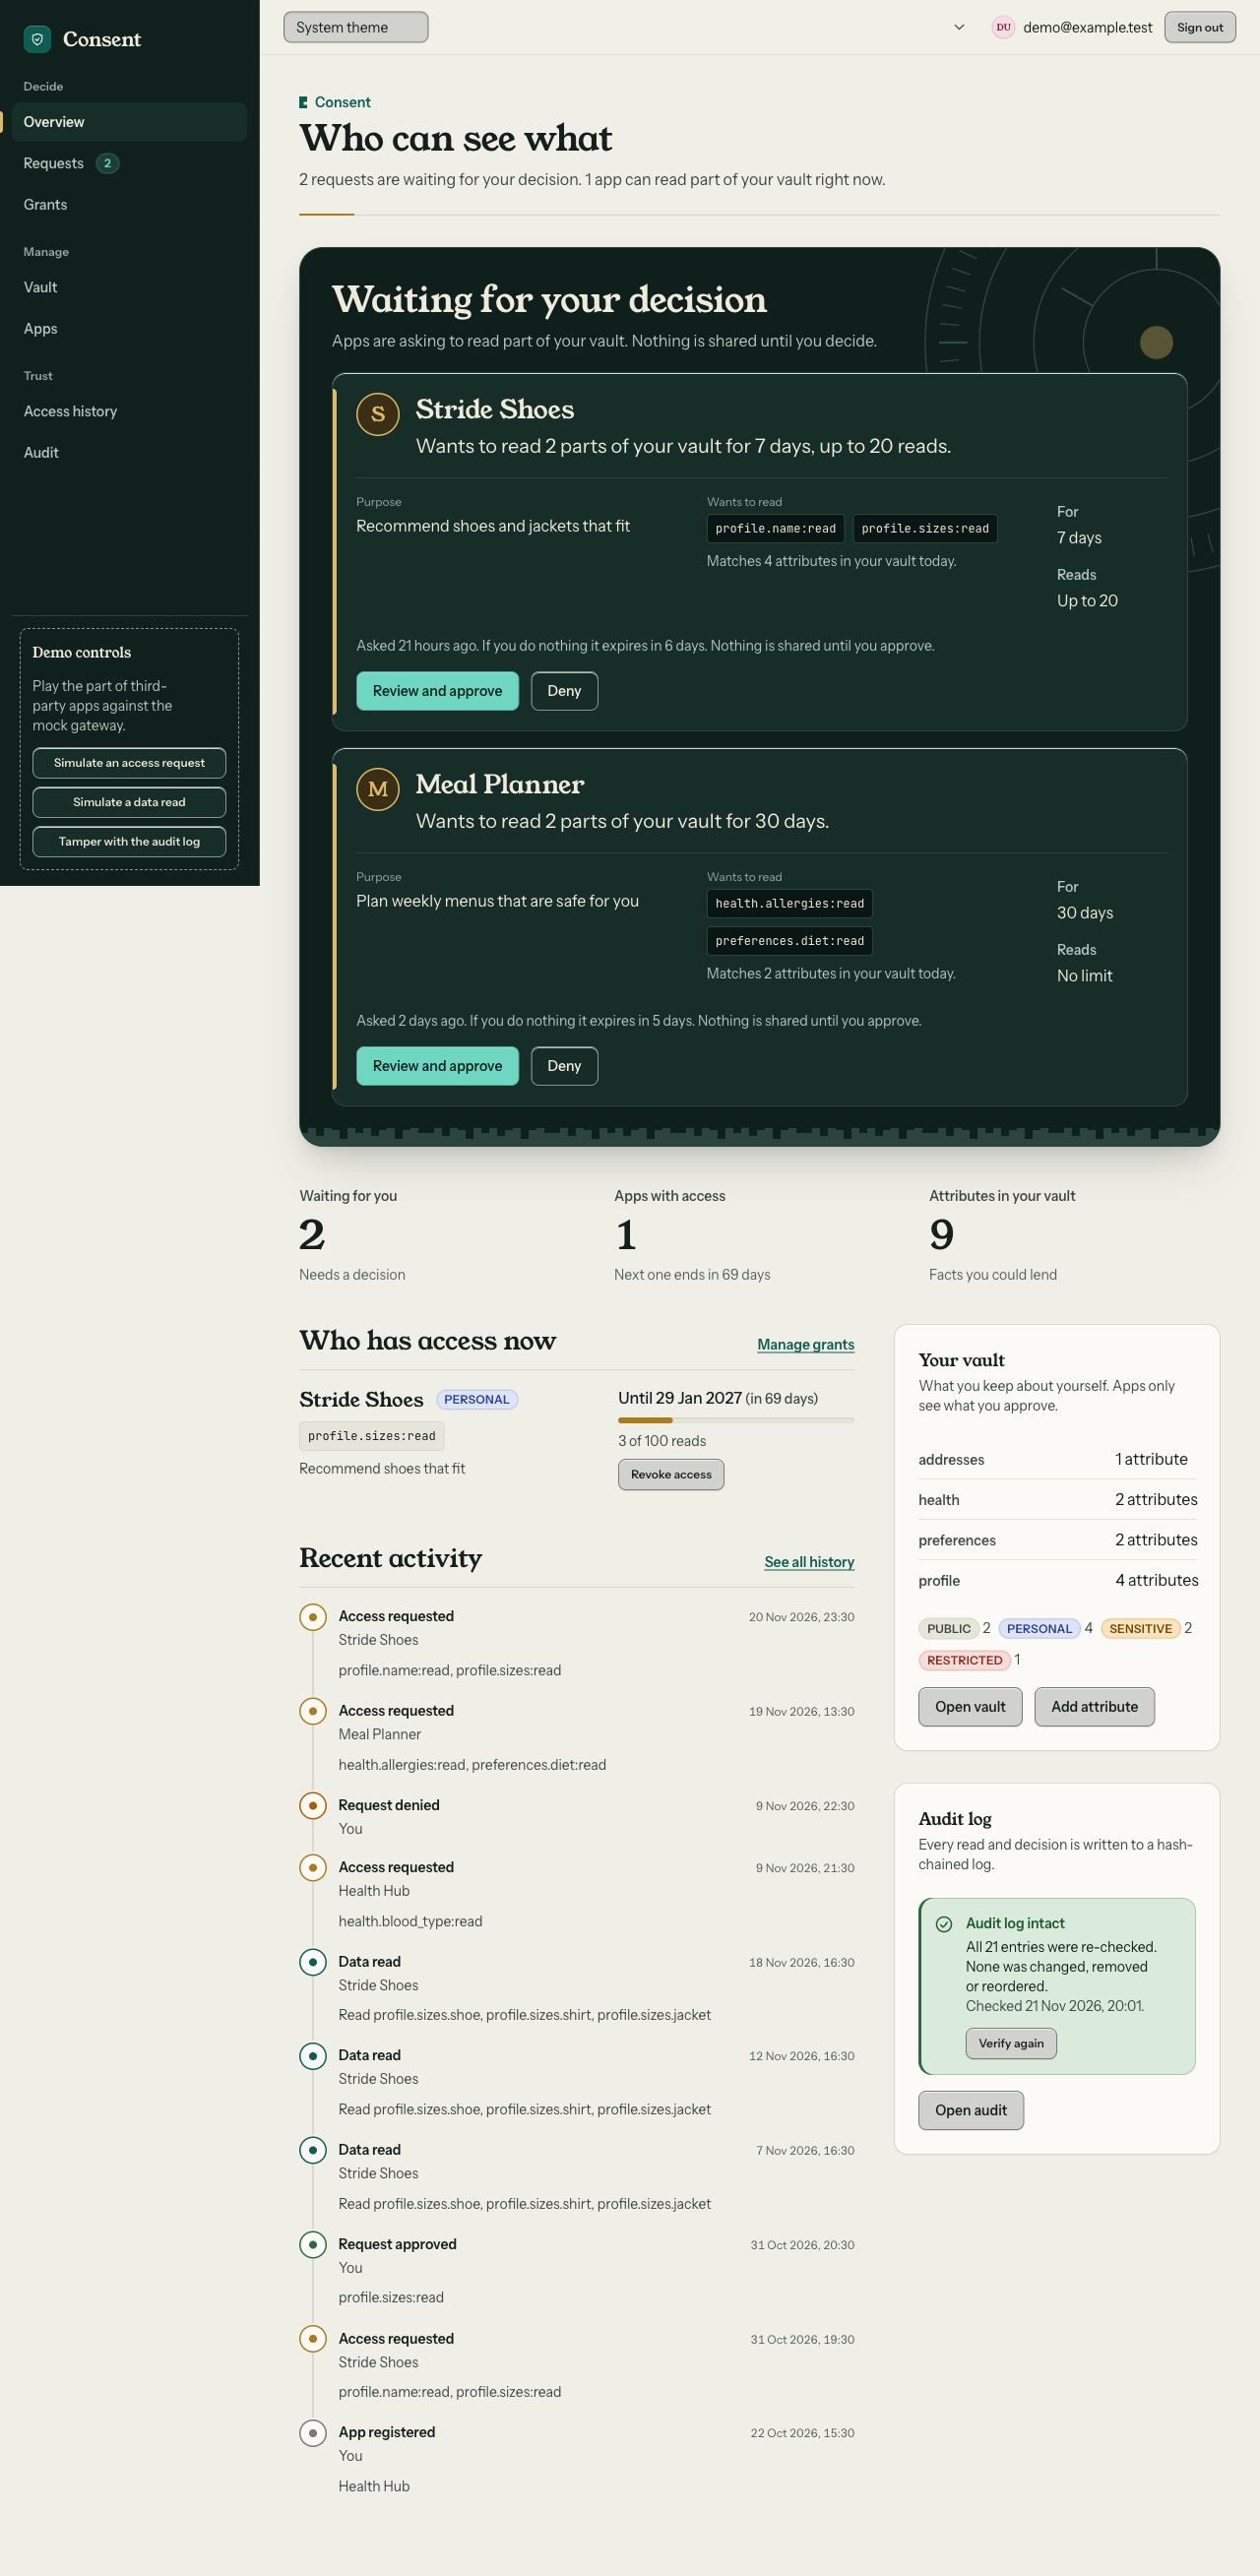 Consent
Decide
Overview
Requests 2
Grants
Manage
Vault
Apps
Trust
Access history
Audit
Demo controls
Play the part of third-
party apps against the
mock gateway.
Simulate an access request
Simulate a data read
Tamper with the audit log
System theme
DU demo@example.test Sign out
Consent
Who can see what
2 requests are waiting for your decision. 1 app can read part of your vault right now.
Waiting for your decision
Apps are asking to read part of your vault. Nothing is shared until you decide.
S Stride Shoes
Wants to read 2 parts of your vault for 7 days, up to 20 reads.
Purpose
Recommend shoes and jackets that fit
Wants to read
profile.name:read profile.sizes:read
Matches 4 attributes in your vault today.
For
7 days
Reads
Up to 20
Asked 21 hours ago. If you do nothing it expires in 6 days. Nothing is shared until you approve.
Review and approve Deny
M Meal Planner
Wants to read 2 parts of your vault for 30 days.
Purpose
Plan weekly menus that are safe for you
Wants to read
health.allergies:read
preferences.diet:read
Matches 2 attributes in your vault today.
For
30 days
Reads
No limit
Asked 2 days ago. If you do nothing it expires in 5 days. Nothing is shared until you approve.
Review and approve Deny
Waiting for you
2
Needs a decision
Apps with access
1
Next one ends in 69 days
Attributes in your vault
9
Facts you could lend
Who has access now Manage grants
Stride Shoes PERSONAL
profile.sizes:read
Recommend shoes that fit
Until 29 Jan 2027 (in 69 days)
3 of 100 reads
Revoke access
Recent activity See all history
Access requested 20 Nov 2026, 23:30
Stride Shoes
profile.name:read, profile.sizes:read
Access requested 19 Nov 2026, 13:30
Meal Planner
health.allergies:read, preferences.diet:read
Request denied 9 Nov 2026, 22:30
You
Access requested 9 Nov 2026, 21:30
Health Hub
health.blood_type:read
Data read 18 Nov 2026, 16:30
Stride Shoes
Read profile.sizes.shoe, profile.sizes.shirt, profile.sizes.jacket
Data read 12 Nov 2026, 16:30
Stride Shoes
Read profile.sizes.shoe, profile.sizes.shirt, profile.sizes.jacket
Data read 7 Nov 2026, 16:30
Stride Shoes
Read profile.sizes.shoe, profile.sizes.shirt, profile.sizes.jacket
Request approved 31 Oct 2026, 20:30
You
profile.sizes:read
Access requested 31 Oct 2026, 19:30
Stride Shoes
profile.name:read, profile.sizes:read
App registered 22 Oct 2026, 15:30
You
Health Hub
Your vault
What you keep about yourself. Apps only
see what you approve.
addresses 1 attribute
health 2 attributes
preferences 2 attributes
profile 4 attributes
PUBLIC 2 PERSONAL 4 SENSITIVE 2
RESTRICTED 1
Open vault Add attribute
Audit log
Every read and decision is written to a hash-
chained log.
Audit log intact
All 21 entries were re-checked.
None was changed, removed
or reordered.
Checked 21 Nov 2026, 20:01.
Verify again
Open audit